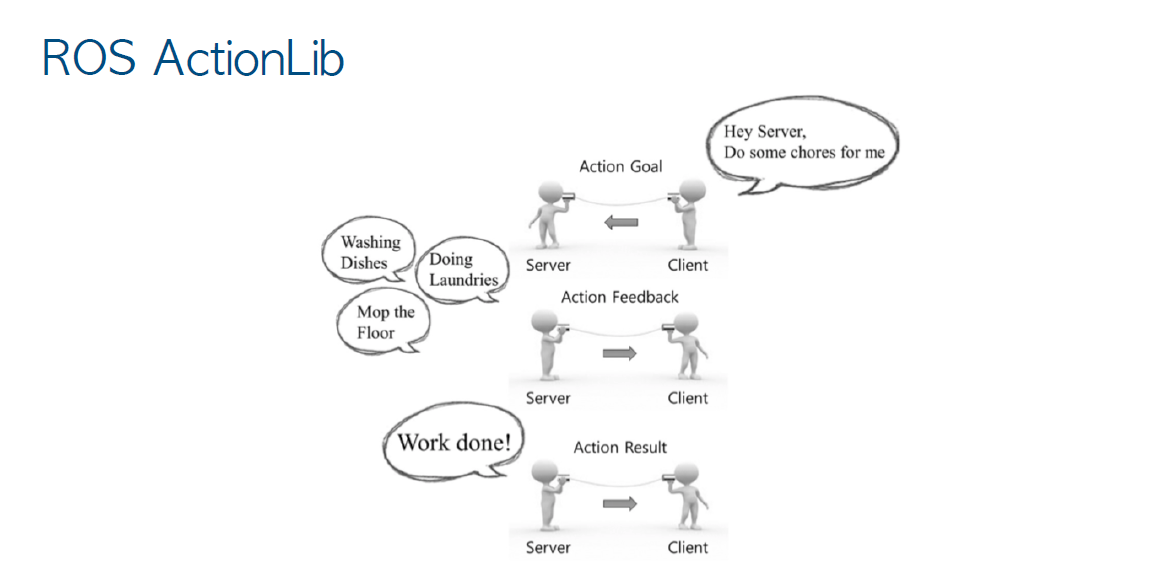 ROS ActionLib
Hey Server,
Do some chores for me
Action Goal
Server
Client
Washing
Dishes
Doing
Laundries
Mop the
Floor
Action Feedback
Server
Client
Work done!
Action Result
Server
Client